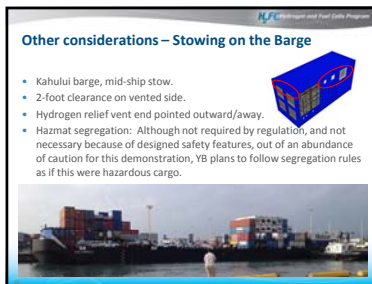 H₂FC Hydrogen and Fuel Cells Program
Other considerations – Stowing on the Barge
• Kahului barge, mid-ship stow.
• 2-foot clearance on vented side.
• Hydrogen relief vent end pointed outward/away.
• Hazmat segregation: Although not required by regulation, and not
necessary because of designed safety features, out of an abundance
of caution for this demonstration, YB plans to follow segregation rules
as if this were hazardous cargo.